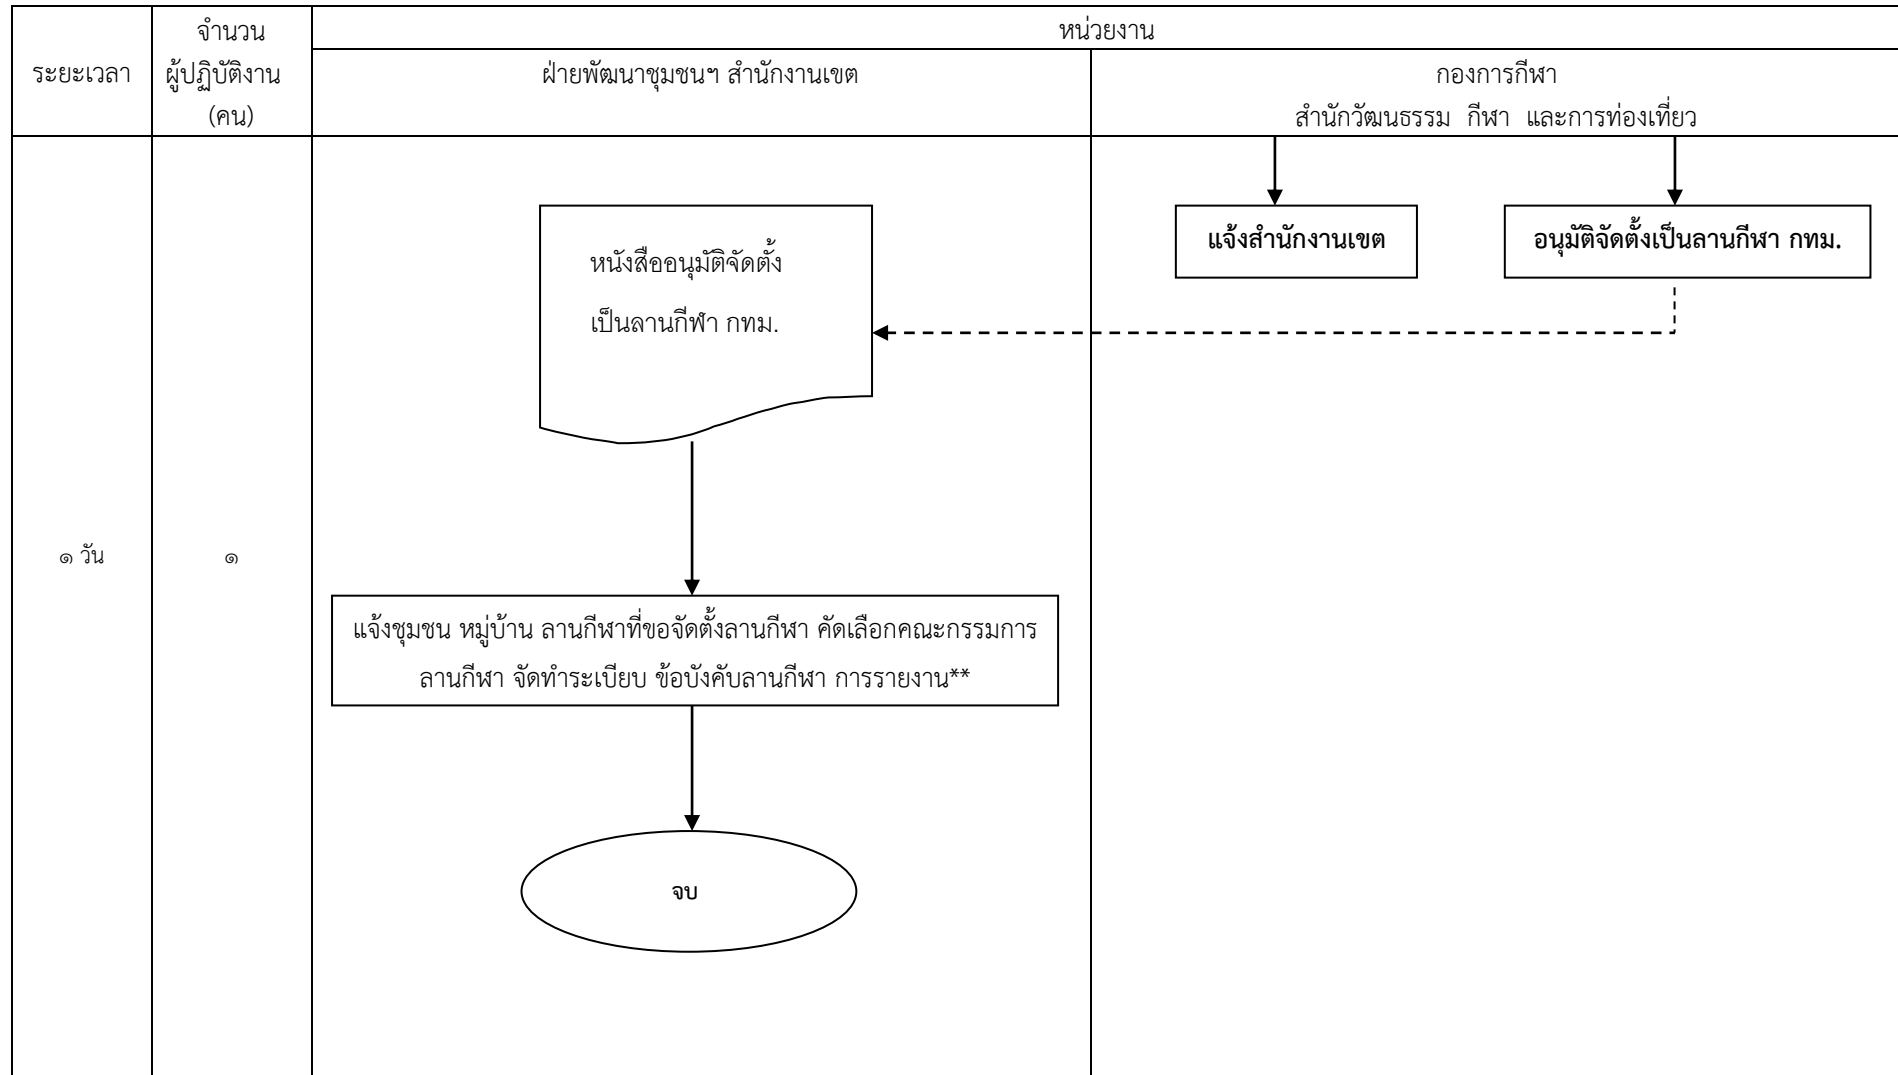 ระยะเวลา
จำนวน
ผู้ปฏิบัติงาน
(คน)
หน่วยงาน
ฝ่ายพัฒนาชุมชนฯ สำนักงานเขต
กองการกีฬา
สำนักวัฒนธรรม กีฬา และการท่องเที่ยว
แจ้งสำนักงานเขต
อนุมัติจัดตั้งเป็นลานกีฬา กทม.
หนังสืออนุมัติจัดตั้ง
เป็นลานกีฬา กทม.
๑ วัน
๑
แจ้งชุมชน หมู่บ้าน ลานกีฬาที่ขอจัดตั้งลานกีฬา คัดเลือกคณะกรรมการ
ลานกีฬา จัดทำระเบียบ ข้อบังคับลานกีฬา การรายงาน**
จบ